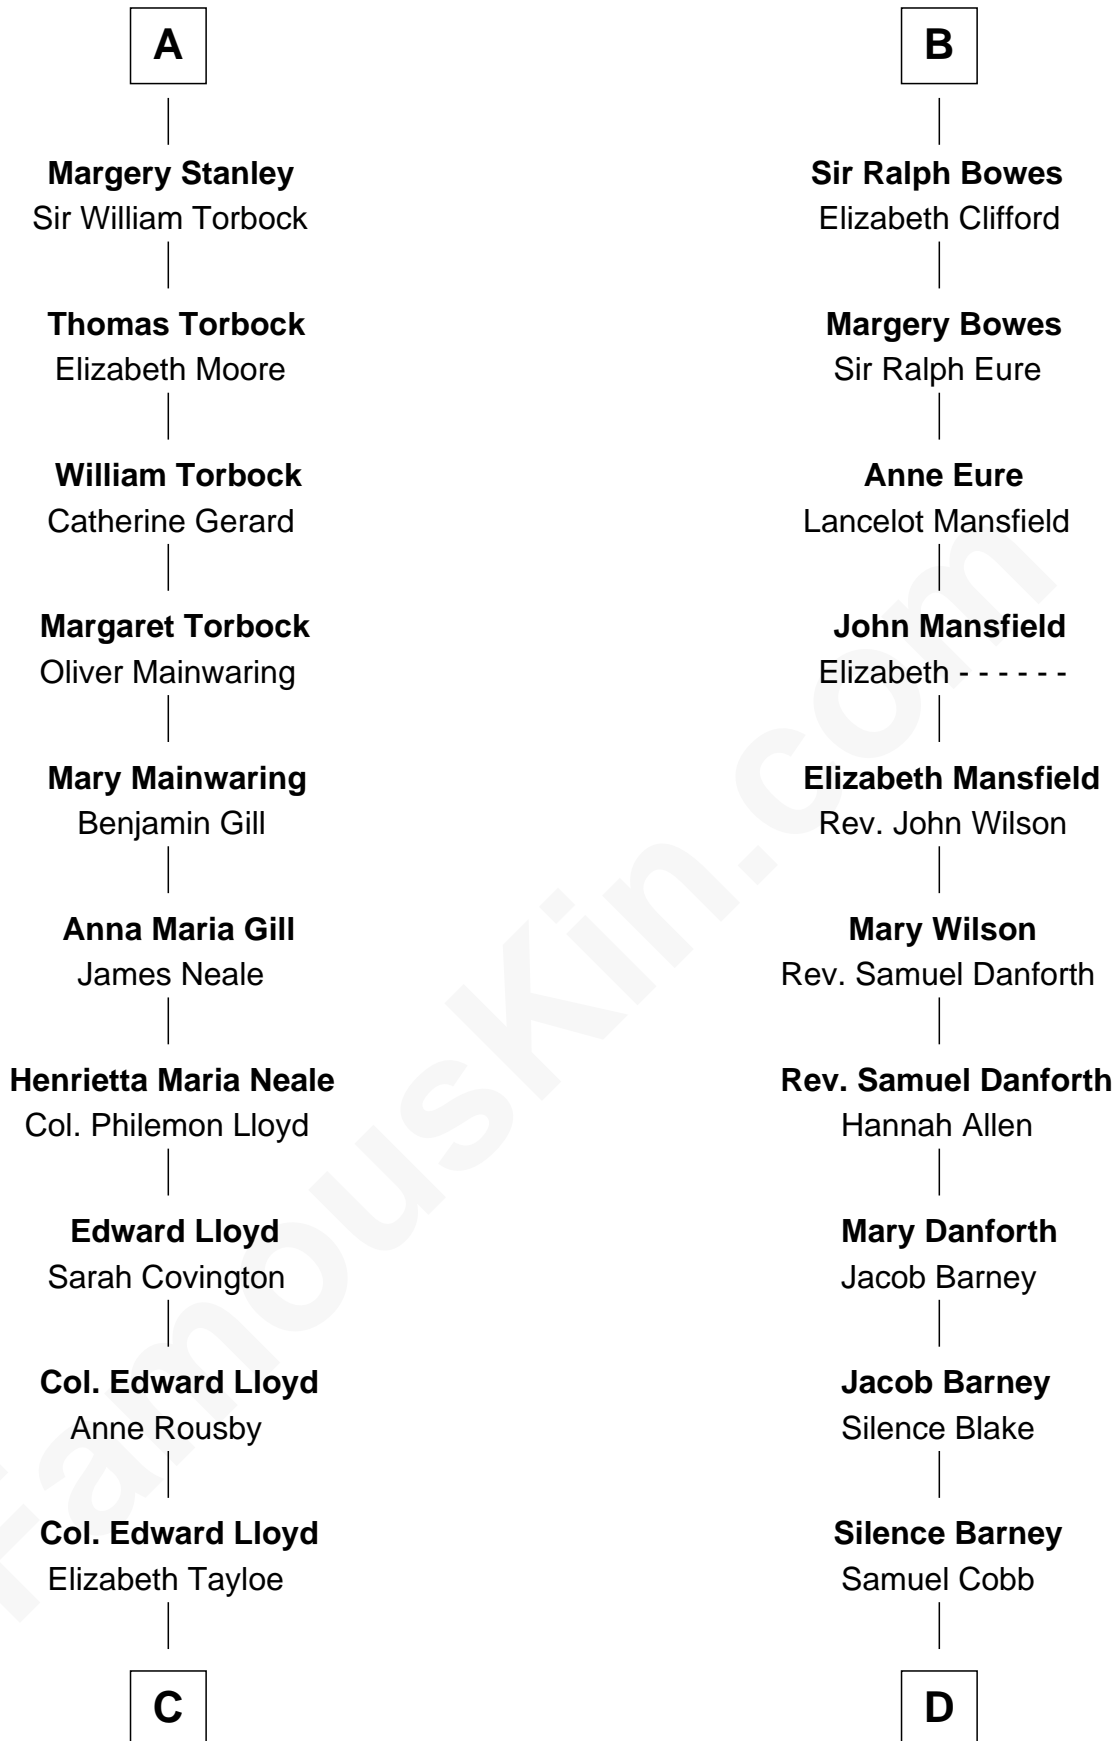 A
Margery Stanley
Sir William Torbock
Thomas Torbock
Elizabeth Moore
William Torbock
Catherine Gerard
Margaret Torbock
Oliver Mainwaring
Mary Mainwaring
Benjamin Gill
Anna Maria Gill
James Neale
Henrietta Maria Neale
Col. Philemon Lloyd
Edward Lloyd
Sarah Covington
Col. Edward Lloyd
Anne Rousby
Col. Edward Lloyd
Elizabeth Tayloe
C
B
Sir Ralph Bowes
Elizabeth Clifford
Margery Bowes
Sir Ralph Eure
Anne Eure
Lancelot Mansfield
John Mansfield
Elizabeth - - - - - -
Elizabeth Mansfield
Rev. John Wilson
Mary Wilson
Rev. Samuel Danforth
Rev. Samuel Danforth
Hannah Allen
Mary Danforth
Jacob Barney
Jacob Barney
Silence Blake
Silence Barney
Samuel Cobb
D
FamousKin.com